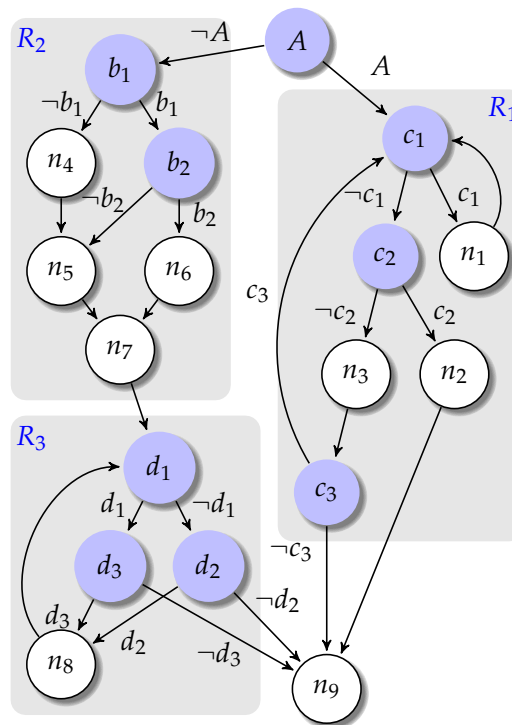 R2 ¬A A
b1 A R1
¬b1 b1 c1
n4 b2 ¬c1 c1
¬b2 b2 c2 n1
n5 n6 c3 ¬c2 c2
n7 n3 n2
R3 d1 c3
d1 ¬d1 ¬c3
d3 d2 ¬d2
d3 d2 ¬d3
n8 n9